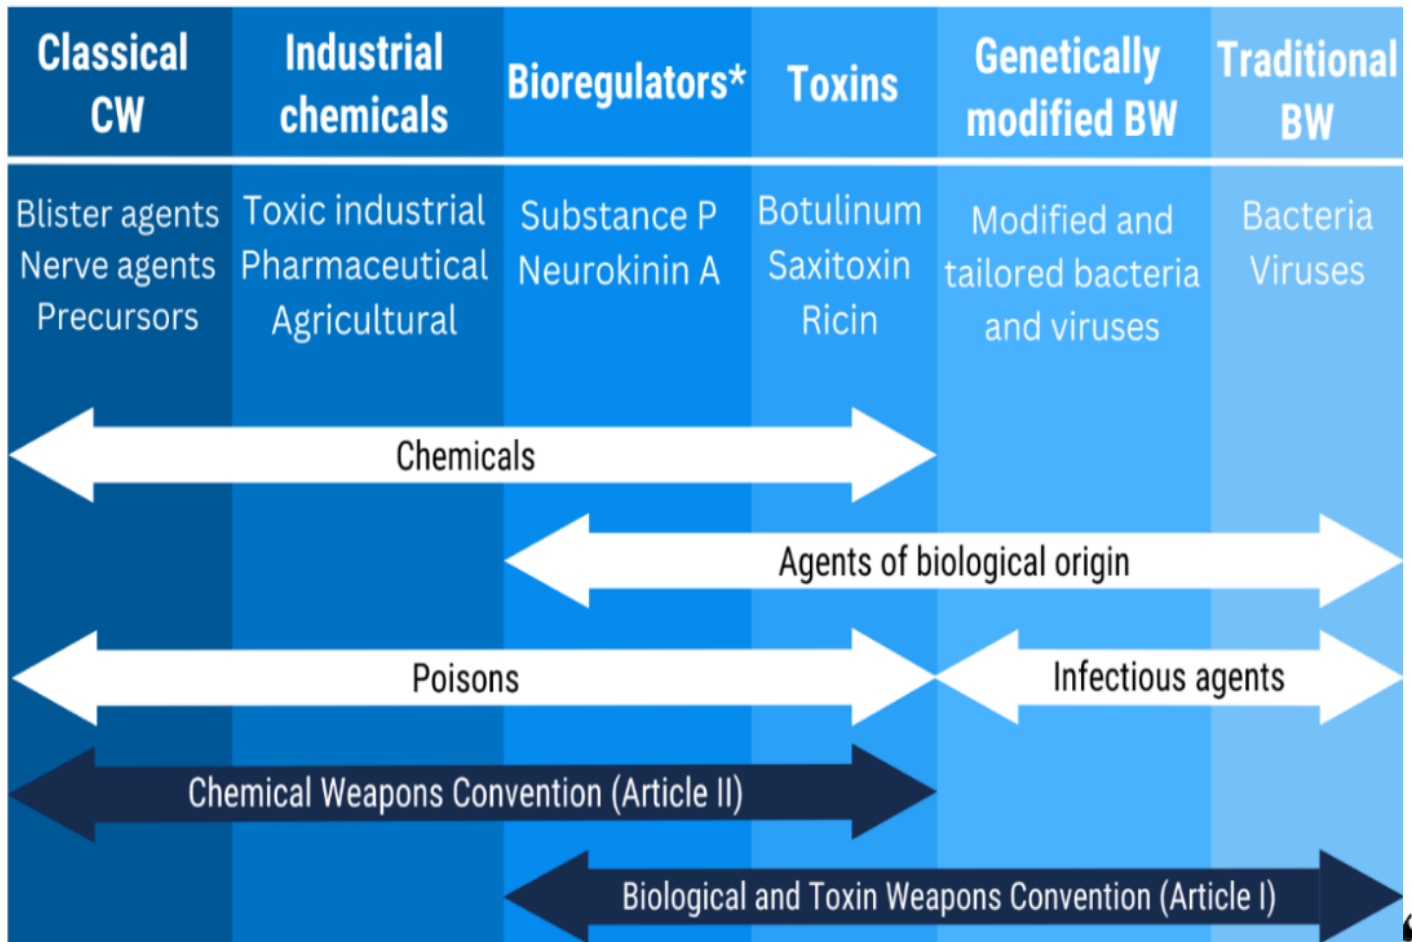 Classical
CW
Industrial
chemicals
Bioregulators*
Toxins
Genetically
modified BW
Traditional
BW
Blister agents
Nerve agents
Precursors
Toxic industrial
Pharmaceutical
Agricultural
Substance P
Neurokinin A
Botulinum
Saxitoxin
Ricin
Modified and
tailored bacteria
and viruses
Bacteria
Viruses
Chemicals
Agents of biological origin
Poisons
Infectious agents
Chemical Weapons Convention (Article II)
Biological and Toxin Weapons Convention (Article I)